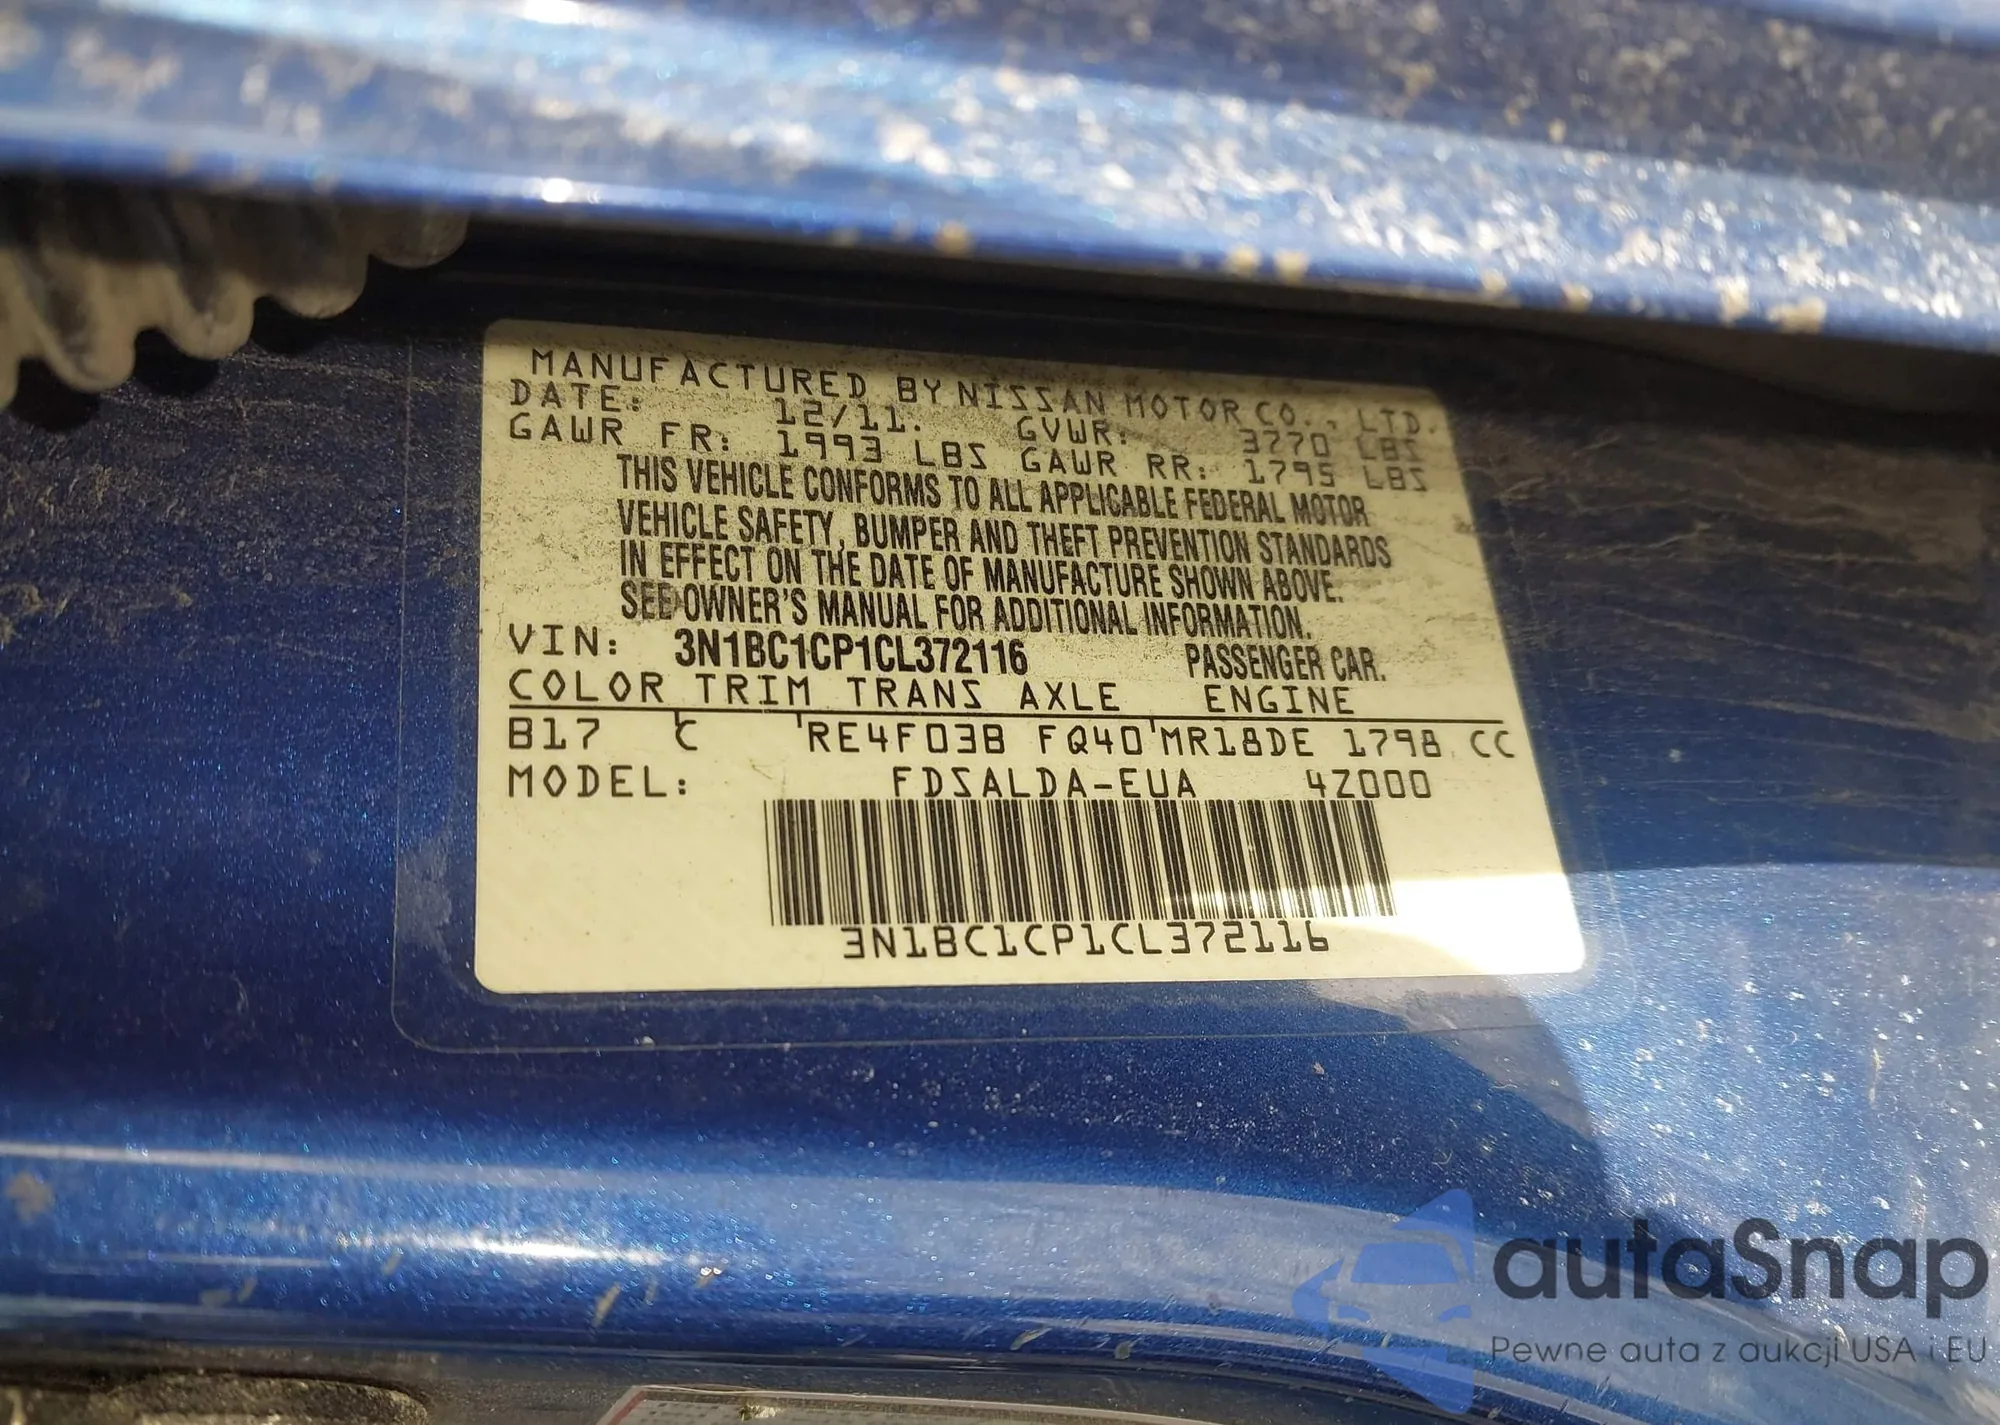 MANUFACTURED BY NISSAN MOTOR CO., LTD.
DATE: 12/11. GVWR: 3770 LBS
GAWR FR: 1993 LBS GAWR RR: 1795 LBS
THIS VEHICLE CONFORMS TO ALL APPLICABLE FEDERAL MOTOR
VEHICLE SAFETY, BUMPER AND THEFT PREVENTION STANDARDS
IN EFFECT ON THE DATE OF MANUFACTURE SHOWN ABOVE.
SEE OWNER'S MANUAL FOR ADDITIONAL INFORMATION.
VIN: 3N1BC1CP1CL372116 PASSENGER CAR.
COLOR TRIM TRANS AXLE ENGINE
B17 C RE4F03B FQ40 MR18DE 1798 CC
MODEL: FDSALDA-EUA 4Z000
3N1BC1CP1CL372116
autaSnap
Pewne auta z aukcji USA i EU